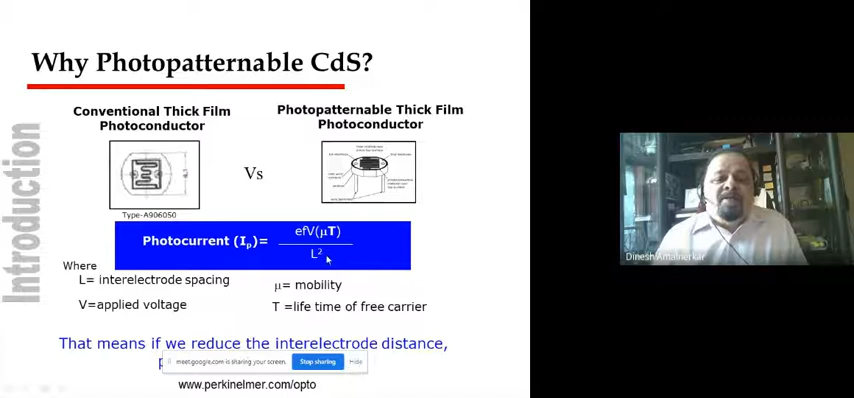 Why Photopatternable CdS?
Introduction
Conventional Thick Film
Photoconductor
Photopatternable Thick Film
Photoconductor
Vs
Type-A906050
Photocurrent (Ip)= efV(μT)
L²
Where
L= interelectrode spacing
μ= mobility
V=applied voltage
T =life time of free carrier
That means if we reduce the interelectrode distance,
meet.google.com is sharing your screen.
Stop sharing
Hide
www.perkinelmer.com/opto
Dinesh Amalnerkar